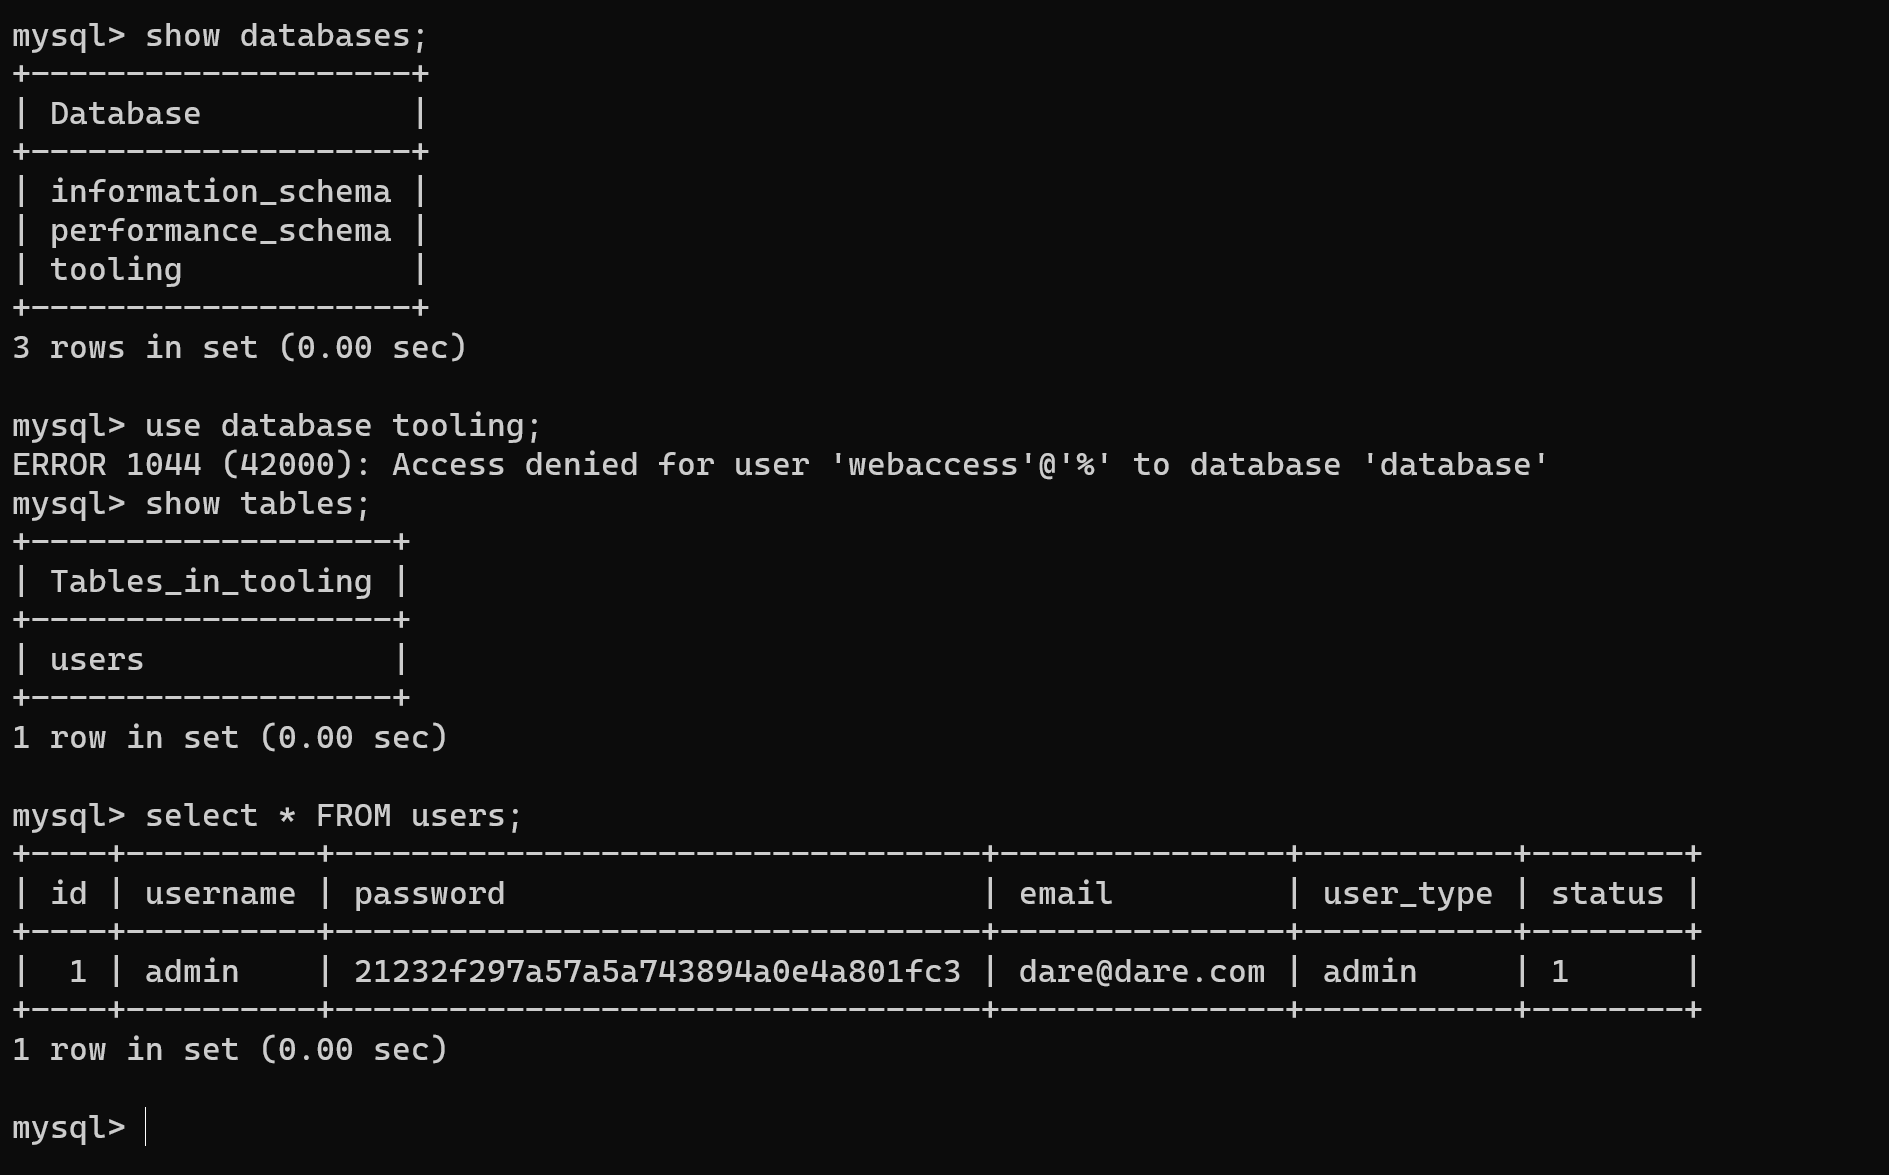 mysql> show databases;
+--------------------+
| Database           |
+--------------------+
| information_schema |
| performance_schema |
| tooling            |
+--------------------+
3 rows in set (0.00 sec)

mysql> use database tooling;
ERROR 1044 (42000): Access denied for user 'webaccess'@'%' to database 'database'
mysql> show tables;
+-------------------+
| Tables_in_tooling |
+-------------------+
| users             |
+-------------------+
1 row in set (0.00 sec)

mysql> select * FROM users;
+----+----------+----------------------------------+--------------+-----------+--------+
| id | username | password                         | email        | user_type | status |
+----+----------+----------------------------------+--------------+-----------+--------+
|  1 | admin    | 21232f297a57a5a743894a0e4a801fc3 | dare@dare.com | admin     | 1      |
+----+----------+----------------------------------+--------------+-----------+--------+
1 row in set (0.00 sec)

mysql>